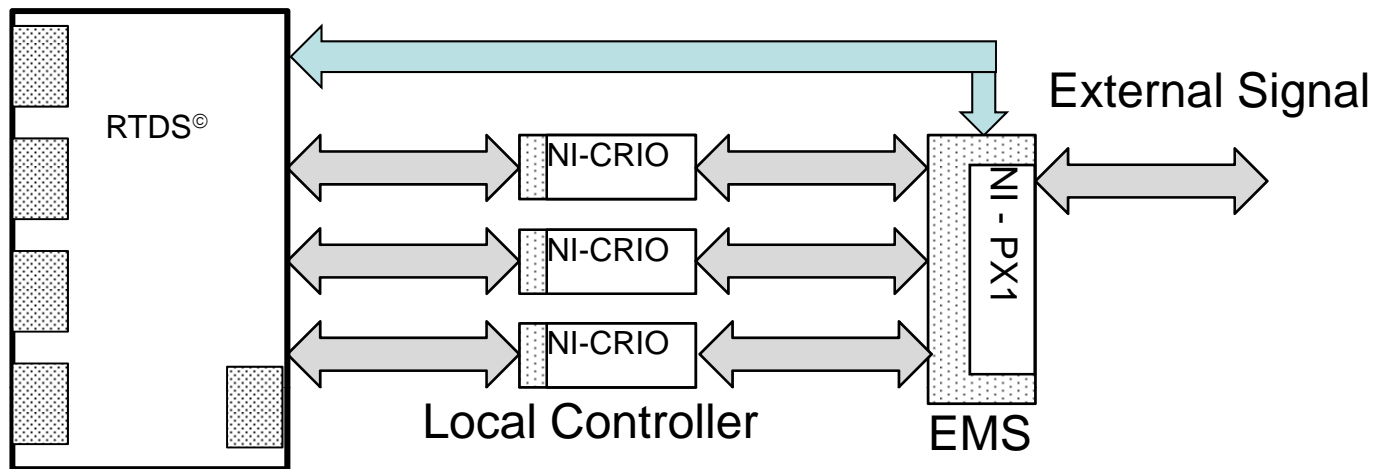 External Signal
RTDS©
NI-CRIO
NI-CRIO
NI-CRIO
NI - PX1
Local Controller
EMS